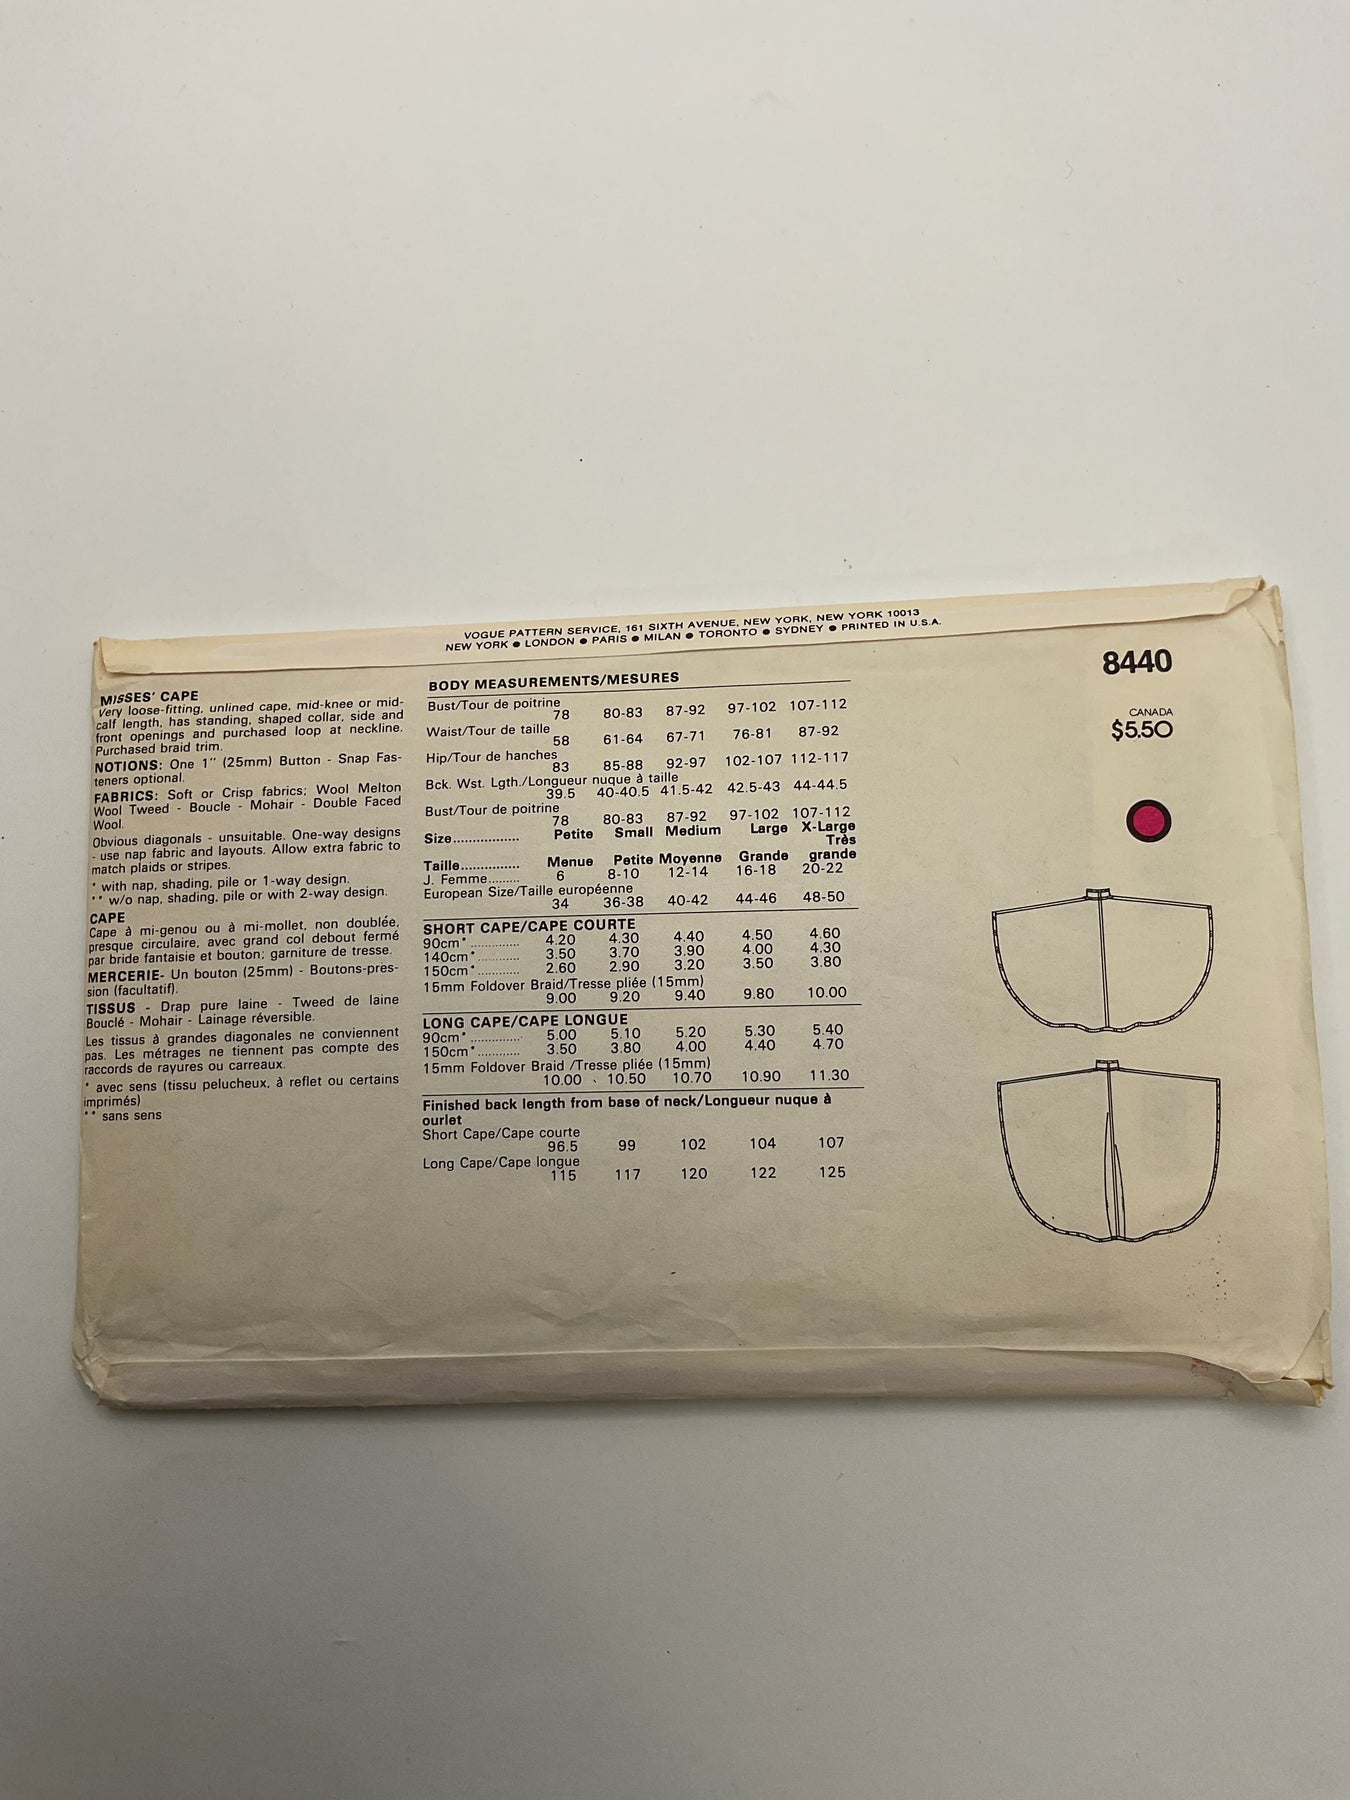 VOGUE PATTERN SERVICE, 161 SIXTH AVENUE, NEW YORK, NEW YORK 10013
NEW YORK ● LONDON ● PARIS ● MILAN ● TORONTO ● SYDNEY ● PRINTED IN U.S.A.
MISSES' CAPE
Very loose-fitting, unlined cape, mid-knee or mid-
calf length, has standing, shaped collar, side and
front openings and purchased loop at neckline.
Purchased braid trim.
NOTIONS: One 1" (25mm) Button - Snap Fas-
teners optional.
FABRICS: Soft or Crisp fabrics; Wool Melton
Wool Tweed - Boucle - Mohair - Double Faced
Wool.
Obvious diagonals - unsuitable. One-way designs
- use nap fabric and layouts. Allow extra fabric to
match plaids or stripes.
* with nap, shading, pile or 1-way design.
** w/o nap, shading, pile or with 2-way design.
CAPE
Cape à mi-genou ou à mi-mollet, non doublée,
presque circulaire, avec grand col debout fermé
par bride fantaisie et bouton; garniture de tresse.
MERCERIE- Un bouton (25mm) - Boutons-pres-
sion (facultatif).
TISSUS - Drap pure laine - Tweed de laine
Bouclé - Mohair - Lainage réversible.
Les tissus à grandes diagonales ne conviennent
pas. Les métrages ne tiennent pas compte des
raccords de rayures ou carreaux.
* avec sens (tissu pelucheux, à reflet ou certains
imprimés)
** sans sens
BODY MEASUREMENTS/MESURES
Bust/Tour de poitrine
78 80-83 87-92 97-102 107-112
Waist/Tour de taille
58 61-64 67-71 76-81 87-92
Hip/Tour de hanches
83 85-88 92-97 102-107 112-117
Bck. Wst. Lgth./Longueur nuque à taille
39.5 40-40.5 41.5-42 42.5-43 44-44.5
Bust/Tour de poitrine
78 80-83 87-92 97-102 107-112
Size................. Petite Small Medium Large X-Large
Très
Taille............... Menue Petite Moyenne Grande grande
J. Femme......... 6 8-10 12-14 16-18 20-22
European Size/Taille européenne
34 36-38 40-42 44-46 48-50
SHORT CAPE/CAPE COURTE
90cm* .............. 4.20 4.30 4.40 4.50 4.60
140cm* ............ 3.50 3.70 3.90 4.00 4.30
150cm* ............ 2.60 2.90 3.20 3.50 3.80
15mm Foldover Braid/Tresse pliée (15mm)
9.00 9.20 9.40 9.80 10.00
LONG CAPE/CAPE LONGUE
90cm* .............. 5.00 5.10 5.20 5.30 5.40
150cm* ............ 3.50 3.80 4.00 4.40 4.70
15mm Foldover Braid /Tresse pliée (15mm)
10.00 10.50 10.70 10.90 11.30
Finished back length from base of neck/Longueur nuque à
ourlet
Short Cape/Cape courte
96.5 99 102 104 107
Long Cape/Cape longue
115 117 120 122 125
8440
CANADA
$5.50